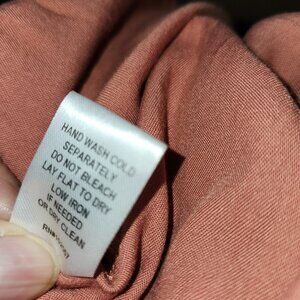 HAND WASH COLD
SEPARATELY
DO NOT BLEACH
LAY FLAT TO DRY
LOW IRON
IF NEEDED
OR DRY CLEAN